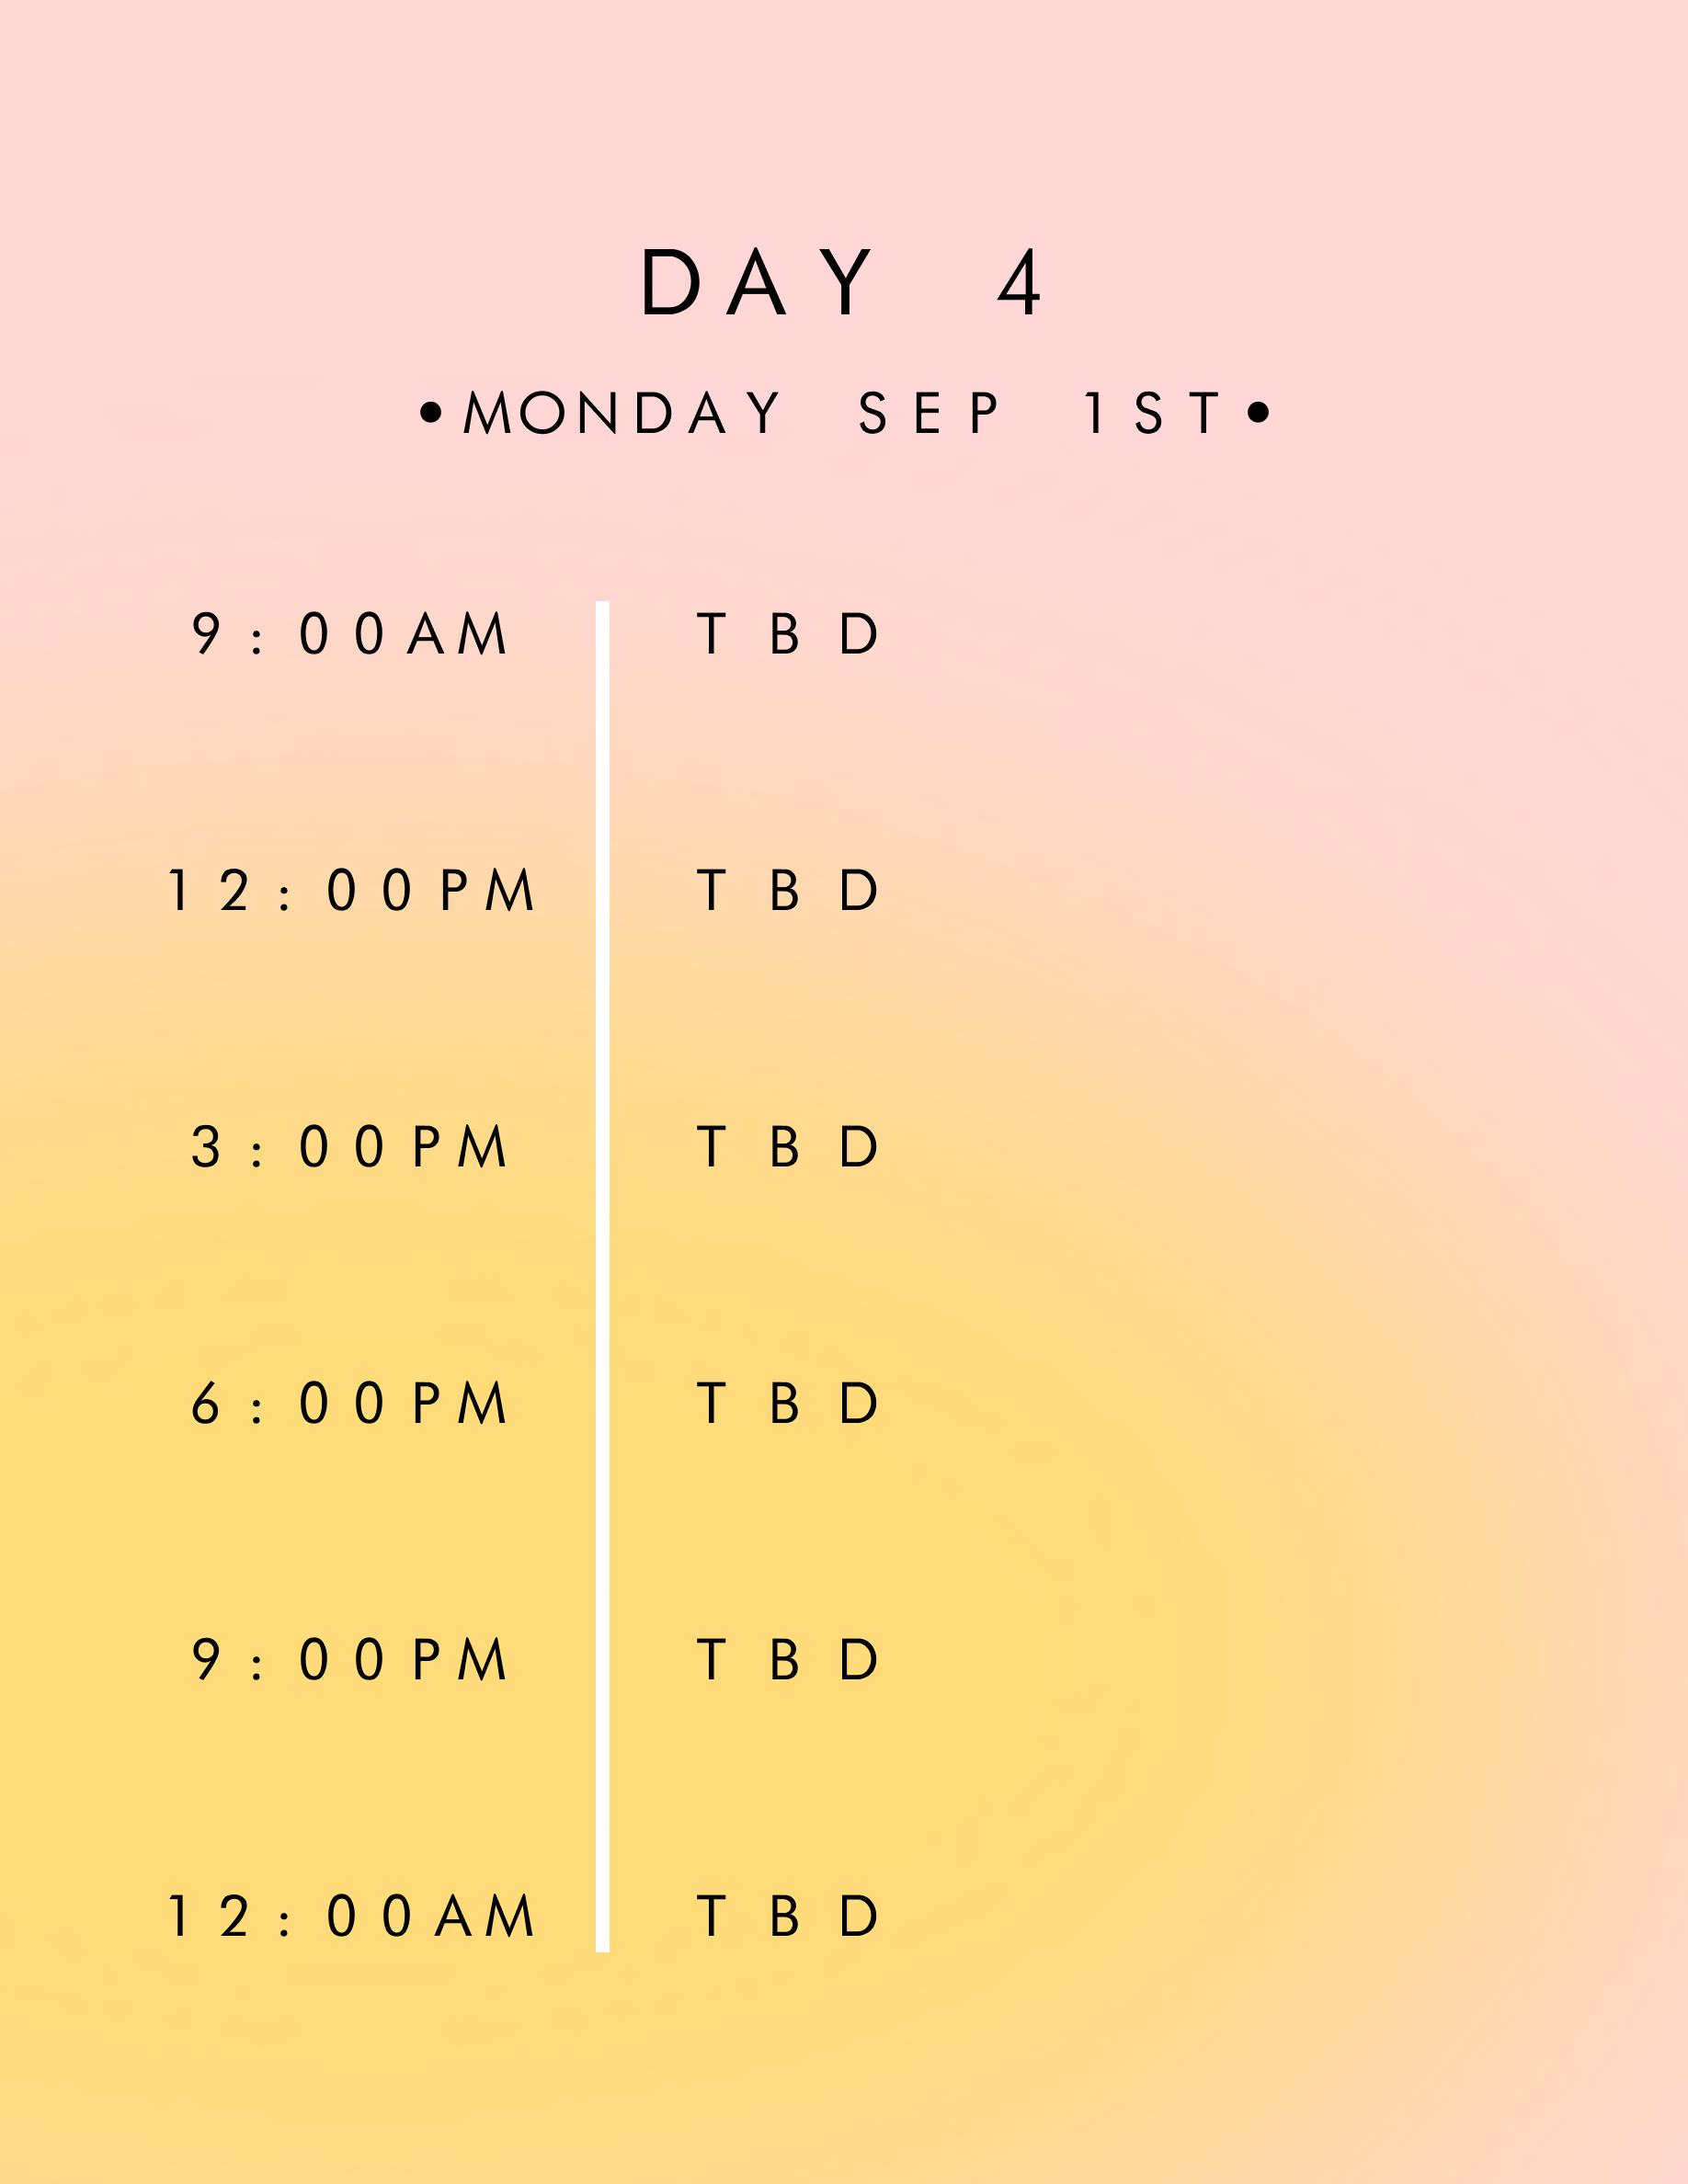 DAY 4
•MONDAY SEP 1ST•
9:00AM TBD
12:00PM TBD
3:00PM TBD
6:00PM TBD
9:00PM TBD
12:00AM TBD